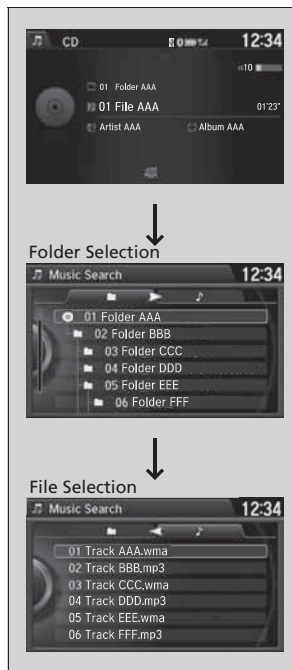 CD 12:34
10
01 Folder AAA
01 File AAA 01'23"
Artist AAA Album AAA
Folder Selection
Music Search 12:34
01 Folder AAA
02 Folder BBB
03 Folder CCC
04 Folder DDD
05 Folder EEE
06 Folder FFF
File Selection
Music Search 12:34
01 Track AAA.wma
02 Track BBB.mp3
03 Track CCC.wma
04 Track DDD.mp3
05 Track EEE.wma
06 Track FFF.mp3